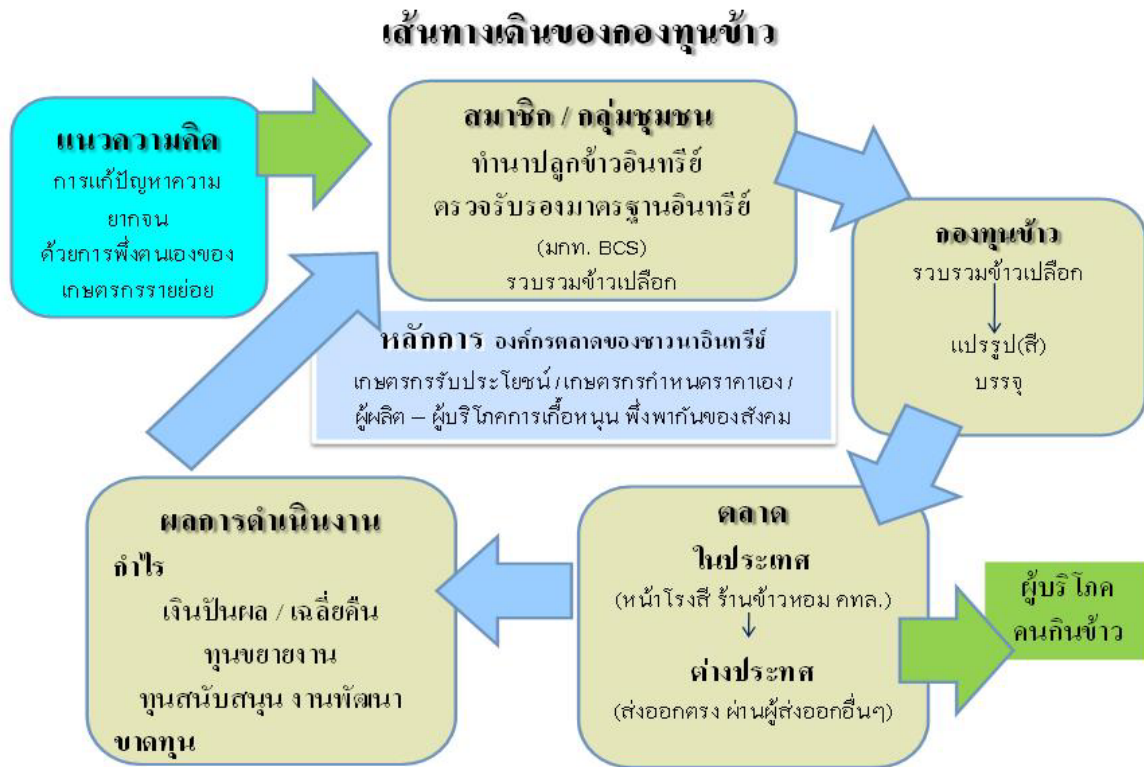 เส้นทางเดินของกองทุนข้าว
แนวความคิด
การแก้ปัญหาความ
ยากจน
ด้วยการพึ่งตนเองของ
เกษตรกรรายย่อย
สมาชิก / กลุ่มชุมชน
ทำนาปลูกข้าวอินทรีย์
ตรวจรับรองมาตรฐานอินทรีย์
(มกท. BCS)
รวบรวมข้าวเปลือก
กองทุนข้าว
รวบรวมข้าวเปลือก
แปรรูป(สี)
บรรจุ
หลักการ องค์กรตลาดของชาวนาอินทรีย์
เกษตรกรรับประโยชน์ / เกษตรกรกำหนดราคาเอง /
ผู้ผลิต – ผู้บริโภคการเกื้อหนุน พึ่งพากันของสังคม
ตลาด
ในประเทศ
(หน้าโรงสี ร้านข้าวหอม คทล.)
ต่างประทศ
(ส่งออกตรง ผ่านผู้ส่งออกอื่นๆ)
ผู้บริโภค
คนกินข้าว
ผลการดำเนินงาน
กำไร
เงินปันผล / เฉลี่ยคืน
ทุนขยายงาน
ทุนสนับสนุน งานพัฒนา
ขาดทุน